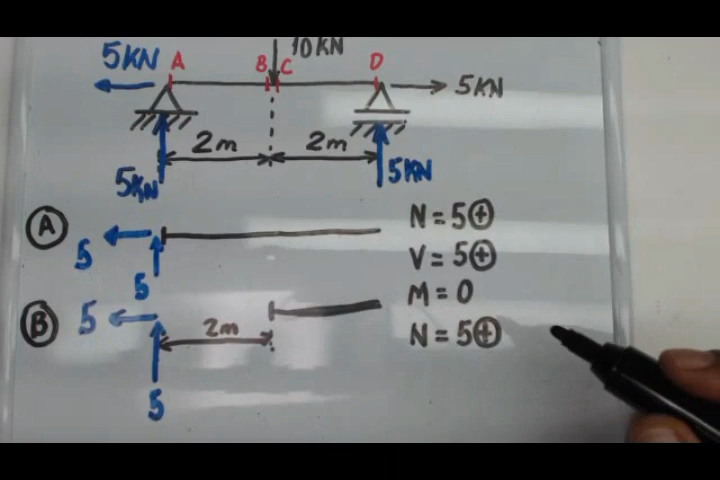 10KN
5KN A B C D 5KN
2m 2m
5KN 5KN
A N = 5⊕
5 V = 5⊕
5 M = 0
B 5 2m N = 5⊕
5